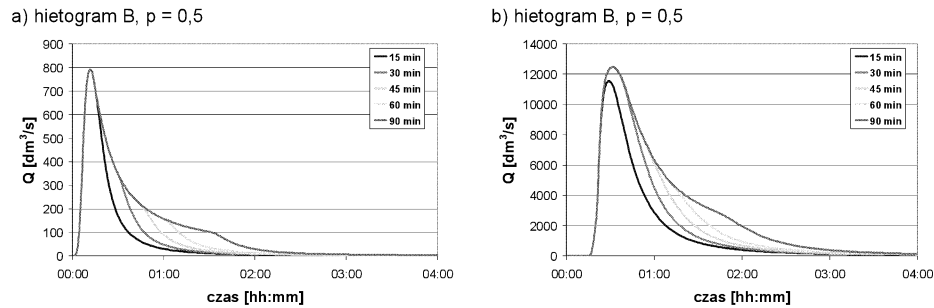 a) hietogram B, p = 0,5
900
800
700
600
500
400
300
200
100
0
Q [dm³/s]
15 min
30 min
45 min
60 min
90 min
00:00 01:00 02:00 03:00 04:00
czas [hh:mm]
b) hietogram B, p = 0,5
14000
12000
10000
8000
6000
4000
2000
0
Q [dm³/s]
15 min
30 min
45 min
60 min
90 min
00:00 01:00 02:00 03:00 04:00
czas [hh:mm]